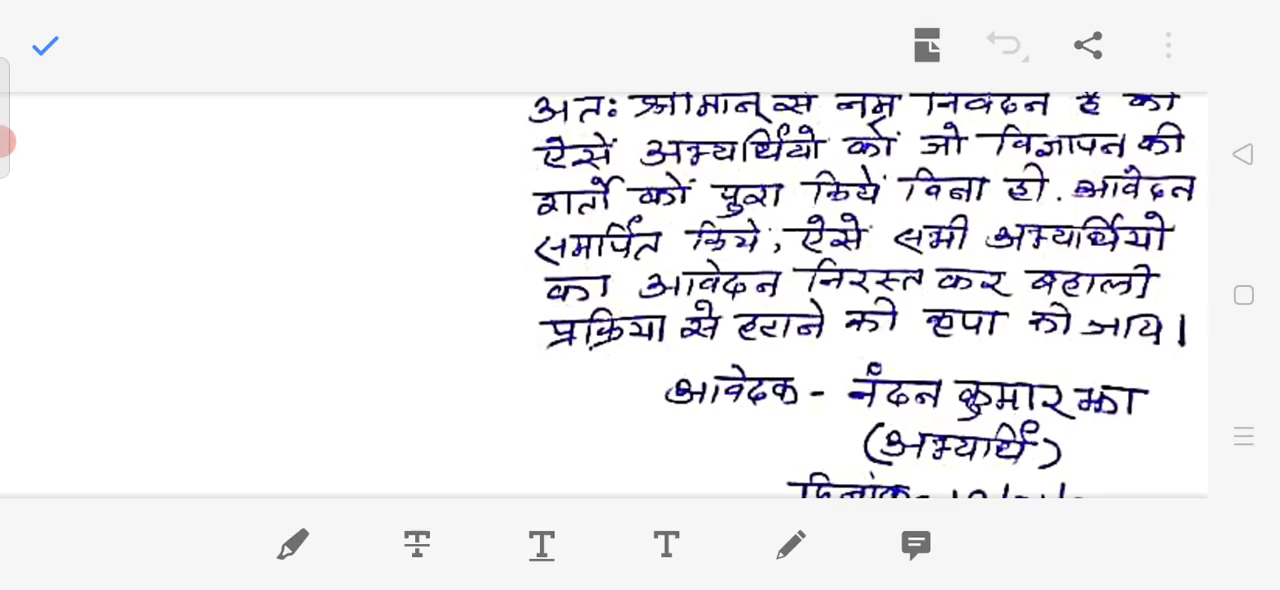 अतः श्रीमान् से नम्र निवेदन है की
ऐसें अभ्यर्थियो कों जो विज्ञापन की
शर्तो कों पुरा कियें विना ही. आवेदन
समर्पित किये, ऐसे सभी अभ्यर्थियो
का आवेदन निरस्त कर बहाली
प्रक्रिया से हटाने की कृपा की जाय।
आवेदक - नंदन कुमार झा
(अभ्यर्थि)
दिनांक-